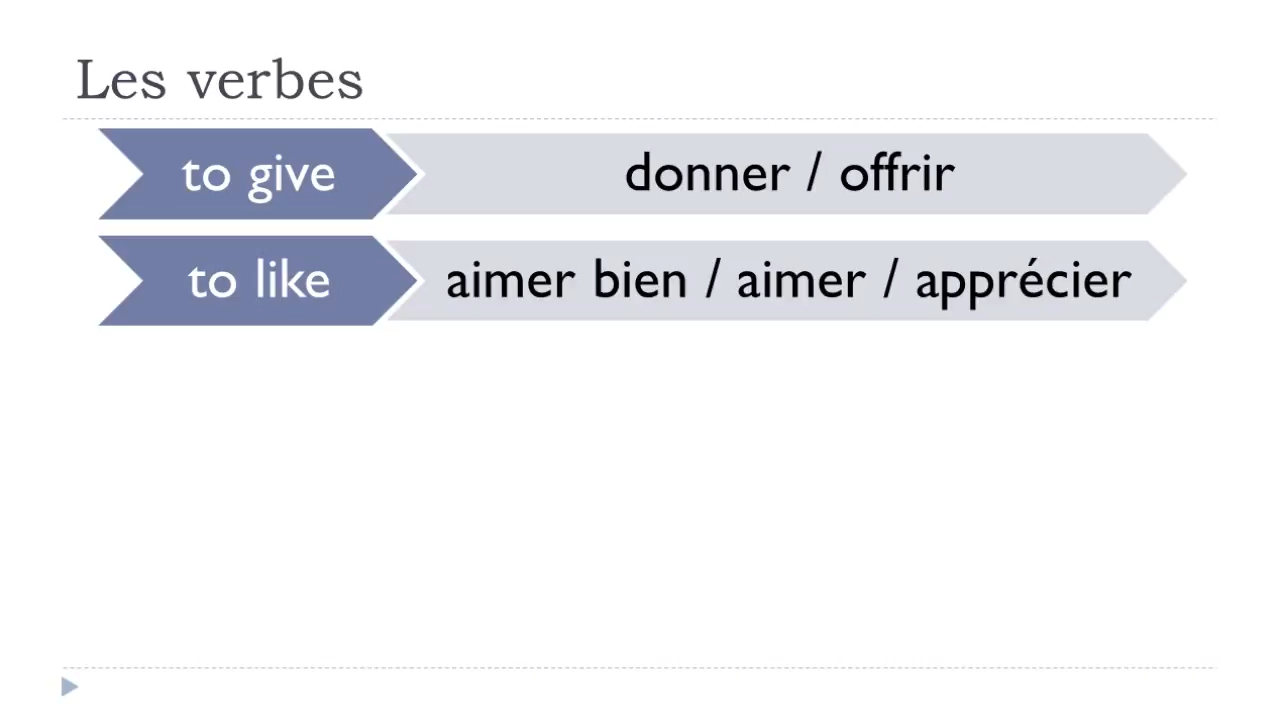 Les verbes
to give donner / offrir
to like aimer bien / aimer / apprécier